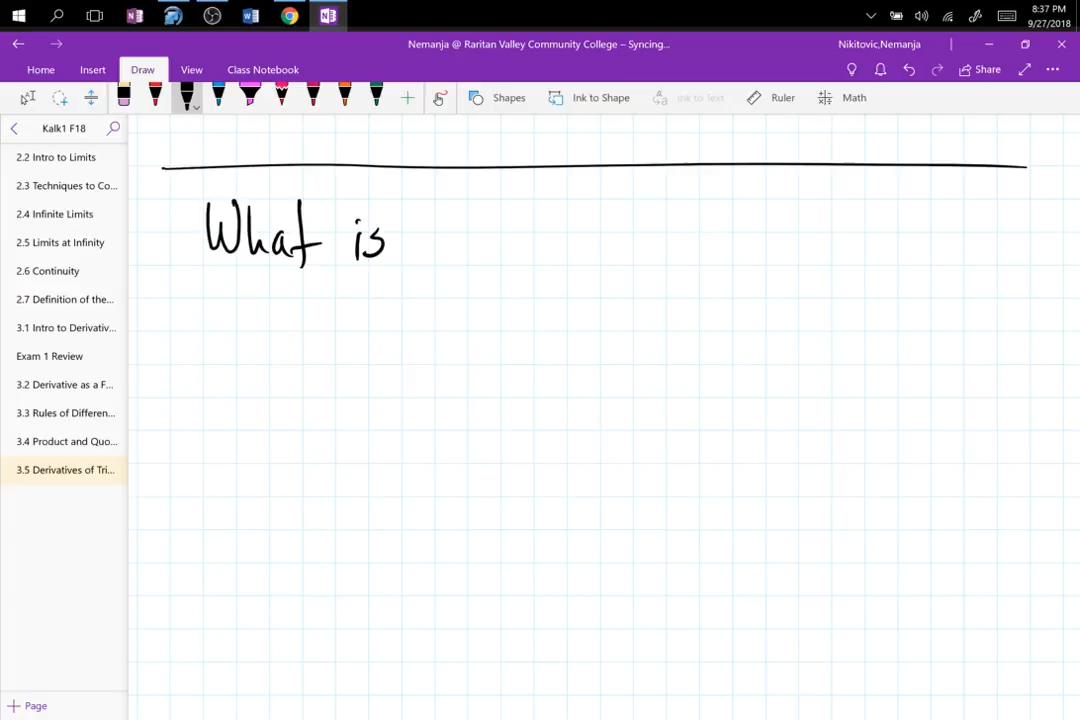 8:37 PM
9/27/2018
Nemanja @ Raritan Valley Community College – Syncing...
Nikitovic,Nemanja
Home Insert Draw View Class Notebook
Share
Shapes Ink to Shape Ink to Text Ruler Math
Kalk1 F18
2.2 Intro to Limits
2.3 Techniques to Co...
2.4 Infinite Limits
2.5 Limits at Infinity
2.6 Continuity
2.7 Definition of the...
3.1 Intro to Derivativ...
Exam 1 Review
3.2 Derivative as a F...
3.3 Rules of Differen...
3.4 Product and Quo...
3.5 Derivatives of Tri...
What is
Page